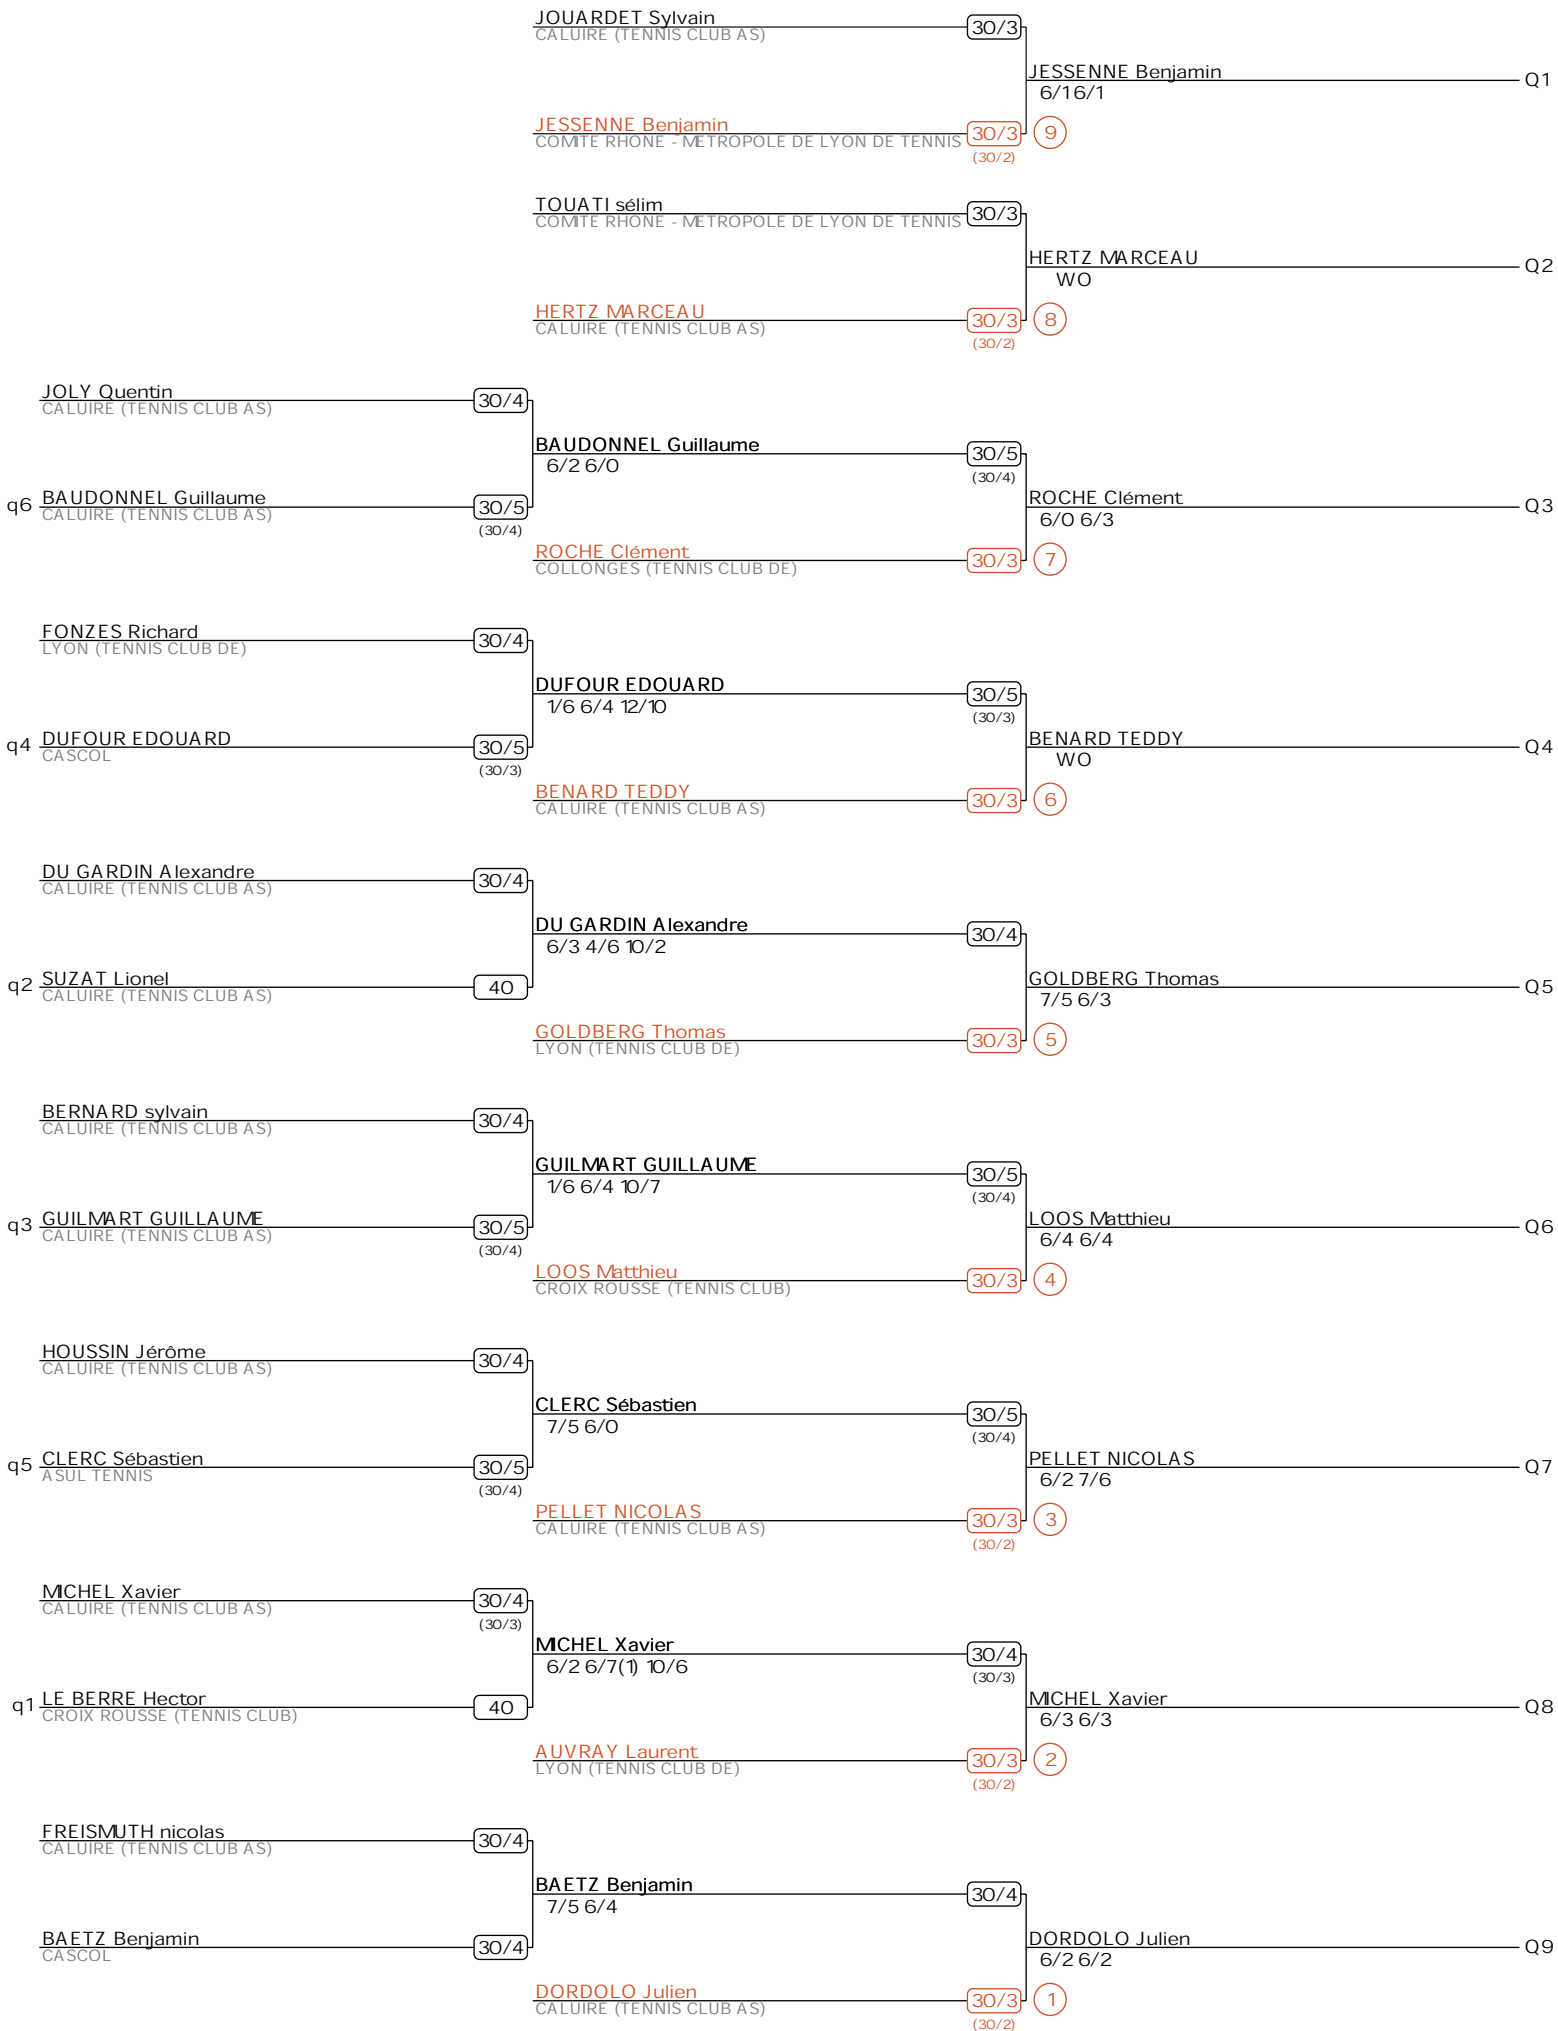 JOUARDET Sylvain
CALUIRE (TENNIS CLUB AS)
30/3
JESSENNE Benjamin
6/1 6/1
Q1
JESSENNE Benjamin
COMITE RHONE - METROPOLE DE LYON DE TENNIS
30/3
(30/2)
9
TOUATI sélim
COMITE RHONE - METROPOLE DE LYON DE TENNIS
30/3
HERTZ MARCEAU
WO
Q2
HERTZ MARCEAU
CALUIRE (TENNIS CLUB AS)
30/3
(30/2)
8
JOLY Quentin
CALUIRE (TENNIS CLUB AS)
30/4
BAUDONNEL Guillaume
6/2 6/0
30/5
(30/4)
q6 BAUDONNEL Guillaume
CALUIRE (TENNIS CLUB AS)
30/5
(30/4)
ROCHE Clément
6/0 6/3
Q3
ROCHE Clément
COLLONGES (TENNIS CLUB DE)
30/3
7
FONZES Richard
LYON (TENNIS CLUB DE)
30/4
DUFOUR EDOUARD
1/6 6/4 12/10
30/5
(30/3)
q4 DUFOUR EDOUARD
CASCOL
30/5
(30/3)
BENARD TEDDY
WO
Q4
BENARD TEDDY
CALUIRE (TENNIS CLUB AS)
30/3
6
DU GARDIN Alexandre
CALUIRE (TENNIS CLUB AS)
30/4
DU GARDIN Alexandre
6/3 4/6 10/2
30/4
q2 SUZAT Lionel
CALUIRE (TENNIS CLUB AS)
40
GOLDBERG Thomas
7/5 6/3
Q5
GOLDBERG Thomas
LYON (TENNIS CLUB DE)
30/3
5
BERNARD sylvain
CALUIRE (TENNIS CLUB AS)
30/4
GUILMART GUILLAUME
1/6 6/4 10/7
30/5
(30/4)
q3 GUILMART GUILLAUME
CALUIRE (TENNIS CLUB AS)
30/5
(30/4)
LOOS Matthieu
6/4 6/4
Q6
LOOS Matthieu
CROIX ROUSSE (TENNIS CLUB)
30/3
4
HOUSSIN Jérôme
CALUIRE (TENNIS CLUB AS)
30/4
CLERC Sébastien
7/5 6/0
30/5
(30/4)
q5 CLERC Sébastien
ASUL TENNIS
30/5
(30/4)
PELLET NICOLAS
6/2 7/6
Q7
PELLET NICOLAS
CALUIRE (TENNIS CLUB AS)
30/3
(30/2)
3
MICHEL Xavier
CALUIRE (TENNIS CLUB AS)
30/4
(30/3)
MICHEL Xavier
6/2 6/7(1) 10/6
30/4
(30/3)
q1 LE BERRE Hector
CROIX ROUSSE (TENNIS CLUB)
40
MICHEL Xavier
6/3 6/3
Q8
AUVRAY Laurent
LYON (TENNIS CLUB DE)
30/3
(30/2)
2
FREISMUTH nicolas
CALUIRE (TENNIS CLUB AS)
30/4
BAETZ Benjamin
7/5 6/4
30/4
BAETZ Benjamin
CASCOL
30/4
DORDOLO Julien
6/2 6/2
Q9
DORDOLO Julien
CALUIRE (TENNIS CLUB AS)
30/3
(30/2)
1